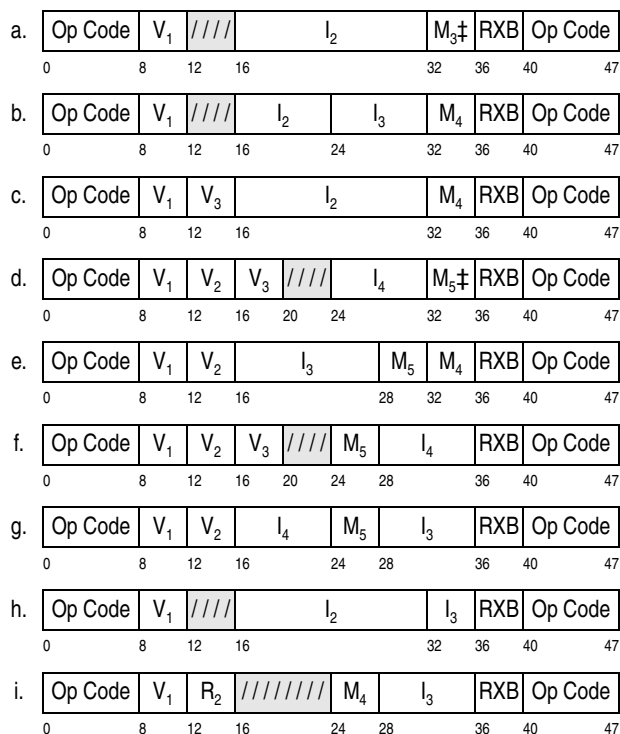 a. Op Code V₁ //// I₂ M₃‡ RXB Op Code
0 8 12 16 32 36 40 47
b. Op Code V₁ //// I₂ I₃ M₄ RXB Op Code
0 8 12 16 24 32 36 40 47
c. Op Code V₁ V₃ I₂ M₄ RXB Op Code
0 8 12 16 32 36 40 47
d. Op Code V₁ V₂ V₃ //// I₄ M₅‡ RXB Op Code
0 8 12 16 20 24 32 36 40 47
e. Op Code V₁ V₂ I₃ M₅ M₄ RXB Op Code
0 8 12 16 28 32 36 40 47
f. Op Code V₁ V₂ V₃ //// M₅ I₄ RXB Op Code
0 8 12 16 20 24 28 36 40 47
g. Op Code V₁ V₂ I₄ M₅ I₃ RXB Op Code
0 8 12 16 24 28 36 40 47
h. Op Code V₁ //// I₂ I₃ RXB Op Code
0 8 12 16 32 36 40 47
i. Op Code V₁ R₂ //////// M₄ I₃ RXB Op Code
0 8 12 16 24 28 36 40 47